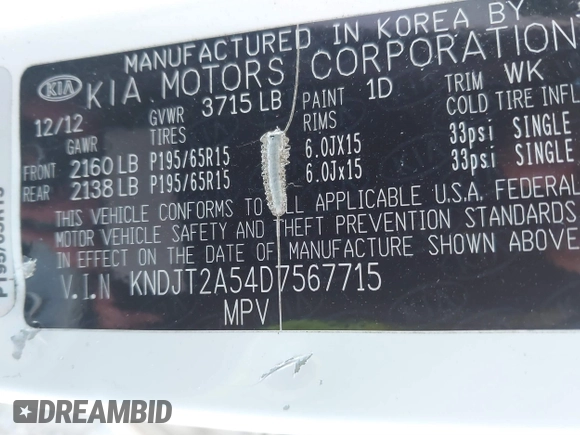 MANUFACTURED IN KOREA BY
KIA KIA MOTORS CORPORATION
12/12 GVWR 3715 LB PAINT 1D TRIM WK
GAWR TIRES RIMS COLD TIRE INFL
FRONT 2160 LB P195/65R15 6.0JX15 33psi SINGLE
REAR 2138 LB P195/65R15 6.0Jx15 33psi SINGLE
THIS VEHICLE CONFORMS TO ALL APPLICABLE U.S.A. FEDERAL
MOTOR VEHICLE SAFETY AND THEFT PREVENTION STANDARDS
IN EFFECT ON THE DATE OF MANUFACTURE SHOWN ABOVE
V.I.N KNDJT2A54D7567715
MPV
P195/65R15
DREAMBID